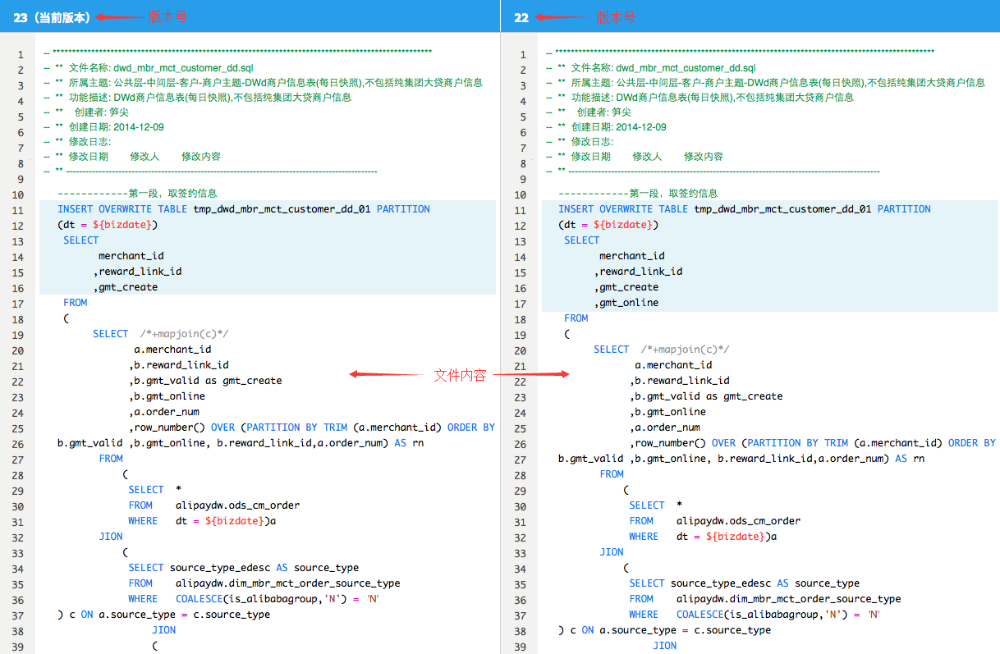 23（当前版本）
版本号
1
2
3
4
5
6
7
8
9
10
11
12
13
14
15
16
17
18
19
20
21
22
23
24
25
26
27
28
29
30
31
32
33
34
35
36
37
38
39
-- *******************************************************************************************
-- ** 文件名称: dwd_mbr_mct_customer_dd.sql
-- ** 所属主题: 公共层-中间层-客户-商户主题-DWd商户信息表(每日快照),不包括纯集团大贷商户信息
-- ** 功能描述: DWd商户信息表(每日快照),不包括纯集团大贷商户信息
-- ** 创建者: 笋尖
-- ** 创建日期: 2014-12-09
-- ** 修改日志:
-- ** 修改日期 修改人 修改内容
-- ** -----------------------------------------------------------------------------------------------
------------第一段，取签约信息
INSERT OVERWRITE TABLE tmp_dwd_mbr_mct_customer_dd_01 PARTITION
(dt = ${bizdate})
SELECT
merchant_id
,reward_link_id
,gmt_create
FROM
(
SELECT /*+mapjoin(c)*/
a.merchant_id
,b.reward_link_id
,b.gmt_valid as gmt_create
,b.gmt_online
,a.order_num
,row_number() OVER (PARTITION BY TRIM (a.merchant_id) ORDER BY
b.gmt_valid ,b.gmt_online, b.reward_link_id,a.order_num) AS rn
FROM
(
SELECT *
FROM alipaydw.ods_cm_order
WHERE dt = ${bizdate})a
JION
(
SELECT source_type_edesc AS source_type
FROM alipaydw.dim_mbr_mct_order_source_type
WHERE COALESCE(is_alibabagroup,'N') = 'N'
) c ON a.source_type = c.source_type
JION
(
文件内容
22
版本号
1
2
3
4
5
6
7
8
9
10
11
12
13
14
15
16
17
18
19
20
21
22
23
24
25
26
27
28
29
30
31
32
33
34
35
36
37
38
39
-- *******************************************************************************************
-- ** 文件名称: dwd_mbr_mct_customer_dd.sql
-- ** 所属主题: 公共层-中间层-客户-商户主题-DWd商户信息表(每日快照),不包括纯集团大贷商户信息
-- ** 功能描述: DWd商户信息表(每日快照),不包括纯集团大贷商户信息
-- ** 创建者: 笋尖
-- ** 创建日期: 2014-12-09
-- ** 修改日志:
-- ** 修改日期 修改人 修改内容
-- ** -----------------------------------------------------------------------------------------------
------------第一段，取签约信息
INSERT OVERWRITE TABLE tmp_dwd_mbr_mct_customer_dd_01 PARTITION
(dt = ${bizdate})
SELECT
merchant_id
,reward_link_id
,gmt_create
,gmt_online
FROM
(
SELECT /*+mapjoin(c)*/
a.merchant_id
,b.reward_link_id
,b.gmt_valid as gmt_create
,b.gmt_online
,a.order_num
,row_number() OVER (PARTITION BY TRIM (a.merchant_id) ORDER BY
b.gmt_valid ,b.gmt_online, b.reward_link_id,a.order_num) AS rn
FROM
(
SELECT *
FROM alipaydw.ods_cm_order
WHERE dt = ${bizdate})a
JION
(
SELECT source_type_edesc AS source_type
FROM alipaydw.dim_mbr_mct_order_source_type
WHERE COALESCE(is_alibabagroup,'N') = 'N'
) c ON a.source_type = c.source_type
JION